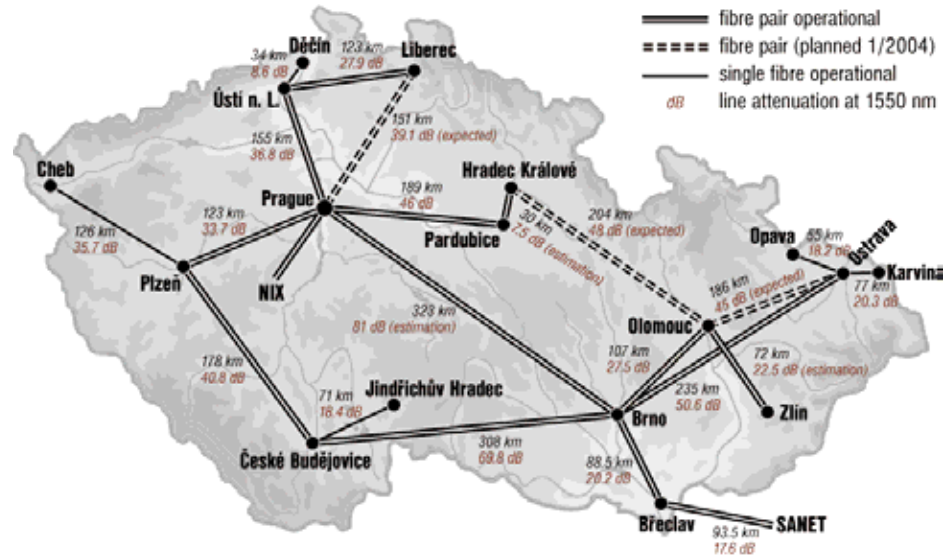 fibre pair operational
fibre pair (planned 1/2004)
single fibre operational
dB line attenuation at 1550 nm
Děčín
34 km
8.6 dB
123 km
27.9 dB
Liberec
Ústí n. L.
155 km
36.8 dB
151 km
39.1 dB (expected)
Cheb
126 km
35.7 dB
Prague
123 km
33.7 dB
189 km
46 dB
Hradec Králové
30 km
7.5 dB (estimation)
Pardubice
204 km
48 dB (expected)
Opava
55 km
18.2 dB
Ostrava
Karviná
77 km
20.3 dB
Plzeň
NIX
323 km
81 dB (estimation)
186 km
45 dB (expected)
Olomouc
178 km
40.8 dB
107 km
27.5 dB
72 km
22.5 dB (estimation)
71 km
18.4 dB
Jindřichův Hradec
235 km
50.6 dB
Zlín
Brno
České Budějovice
308 km
69.8 dB
88.5 km
20.2 dB
Břeclav
SANET
93.5 km
17.6 dB